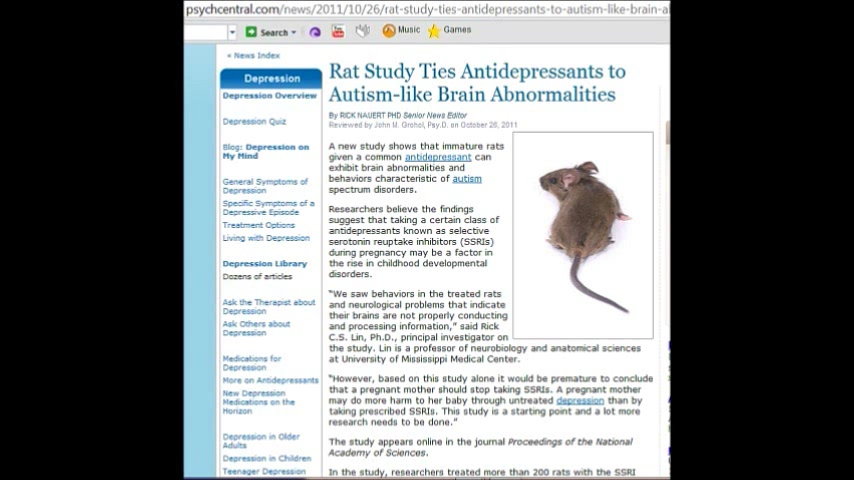 psychcentral.com/news/2011/10/26/rat-study-ties-antidepressants-to-autism-like-brain-a
Search
Music
Games
« News Index
Depression
Depression Overview
Depression Quiz
Blog: Depression on
My Mind
General Symptoms of
Depression
Specific Symptoms of a
Depressive Episode
Treatment Options
Living with Depression
Depression Library
Dozens of articles
Ask the Therapist about
Depression
Ask Others about
Depression
Medications for
Depression
More on Antidepressants
New Depression
Medications on the
Horizon
Depression in Older
Adults
Depression in Children
Teenager Depression
Rat Study Ties Antidepressants to
Autism-like Brain Abnormalities
By RICK NAUERT PHD Senior News Editor
Reviewed by John M. Grohol, Psy.D. on October 26, 2011
A new study shows that immature rats
given a common antidepressant can
exhibit brain abnormalities and
behaviors characteristic of autism
spectrum disorders.
Researchers believe the findings
suggest that taking a certain class of
antidepressants known as selective
serotonin reuptake inhibitors (SSRIs)
during pregnancy may be a factor in
the rise in childhood developmental
disorders.
"We saw behaviors in the treated rats
and neurological problems that indicate
their brains are not properly conducting
and processing information," said Rick
C.S. Lin, Ph.D., principal investigator on
the study. Lin is a professor of neurobiology and anatomical sciences
at University of Mississippi Medical Center.
"However, based on this study alone it would be premature to conclude
that a pregnant mother should stop taking SSRIs. A pregnant mother
may do more harm to her baby through untreated depression than by
taking prescribed SSRIs. This study is a starting point and a lot more
research needs to be done."
The study appears online in the journal Proceedings of the National
Academy of Sciences.
In the study, researchers treated more than 200 rats with the SSRI